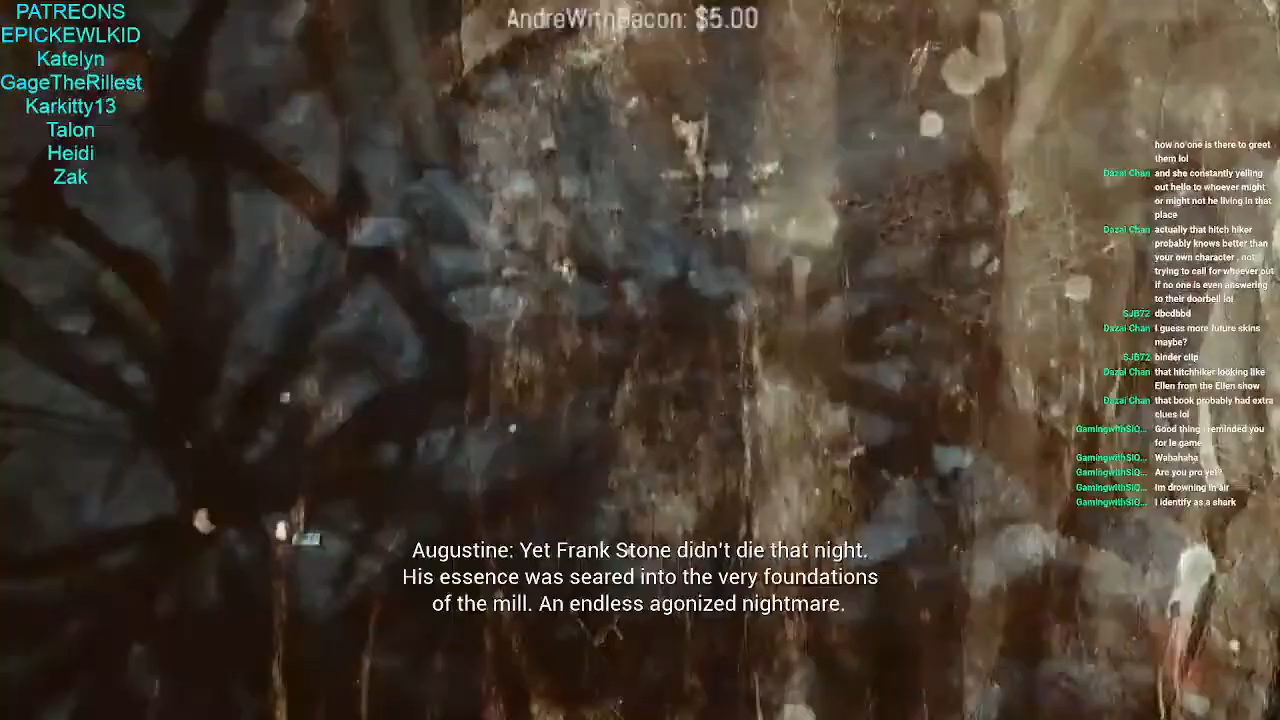 PATREONS
EPICKEWLKID
Katelyn
GageTheRillest
Karkitty13
Talon
Heidi
Zak
AndreWithBacon: $5.00
how no one is there to greet
them lol
Dazai Chan and she constantly yelling
out hello to whoever might
or might not he living in that
place
Dazai Chan actually that hitch hiker
probably knows better than
your own character , not
trying to call for whoever out
if no one is even answering
to their doorbell lol
SJB72 dbcdbbd
Dazai Chan I guess more future skins
maybe?
SJB72 binder clip
Dazai Chan that hitchhiker looking like
Ellen from the Ellen show
Dazai Chan that book probably had extra
clues lol
GamingwithSIQ... Good thing I reminded you
for le game
GamingwithSIQ... Wahahaha
GamingwithSIQ... Are you pro yet?
GamingwithSIQ... Im drowning in air
GamingwithSIQ... I identify as a shark
Augustine: Yet Frank Stone didn't die that night.
His essence was seared into the very foundations
of the mill. An endless agonized nightmare.